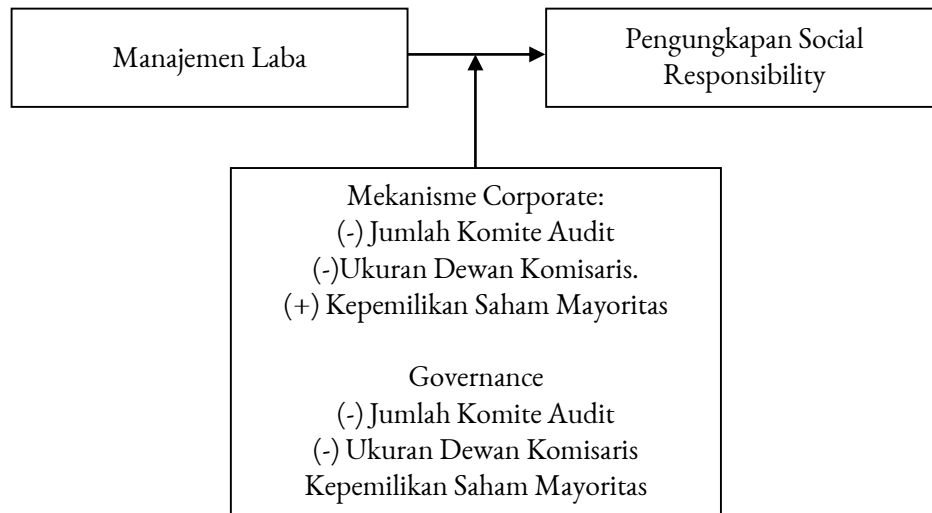 Manajemen Laba
Pengungkapan Social
Responsibility
Mekanisme Corporate:
(-) Jumlah Komite Audit
(-)Ukuran Dewan Komisaris.
(+) Kepemilikan Saham Mayoritas
Governance
(-) Jumlah Komite Audit
(-) Ukuran Dewan Komisaris
Kepemilikan Saham Mayoritas